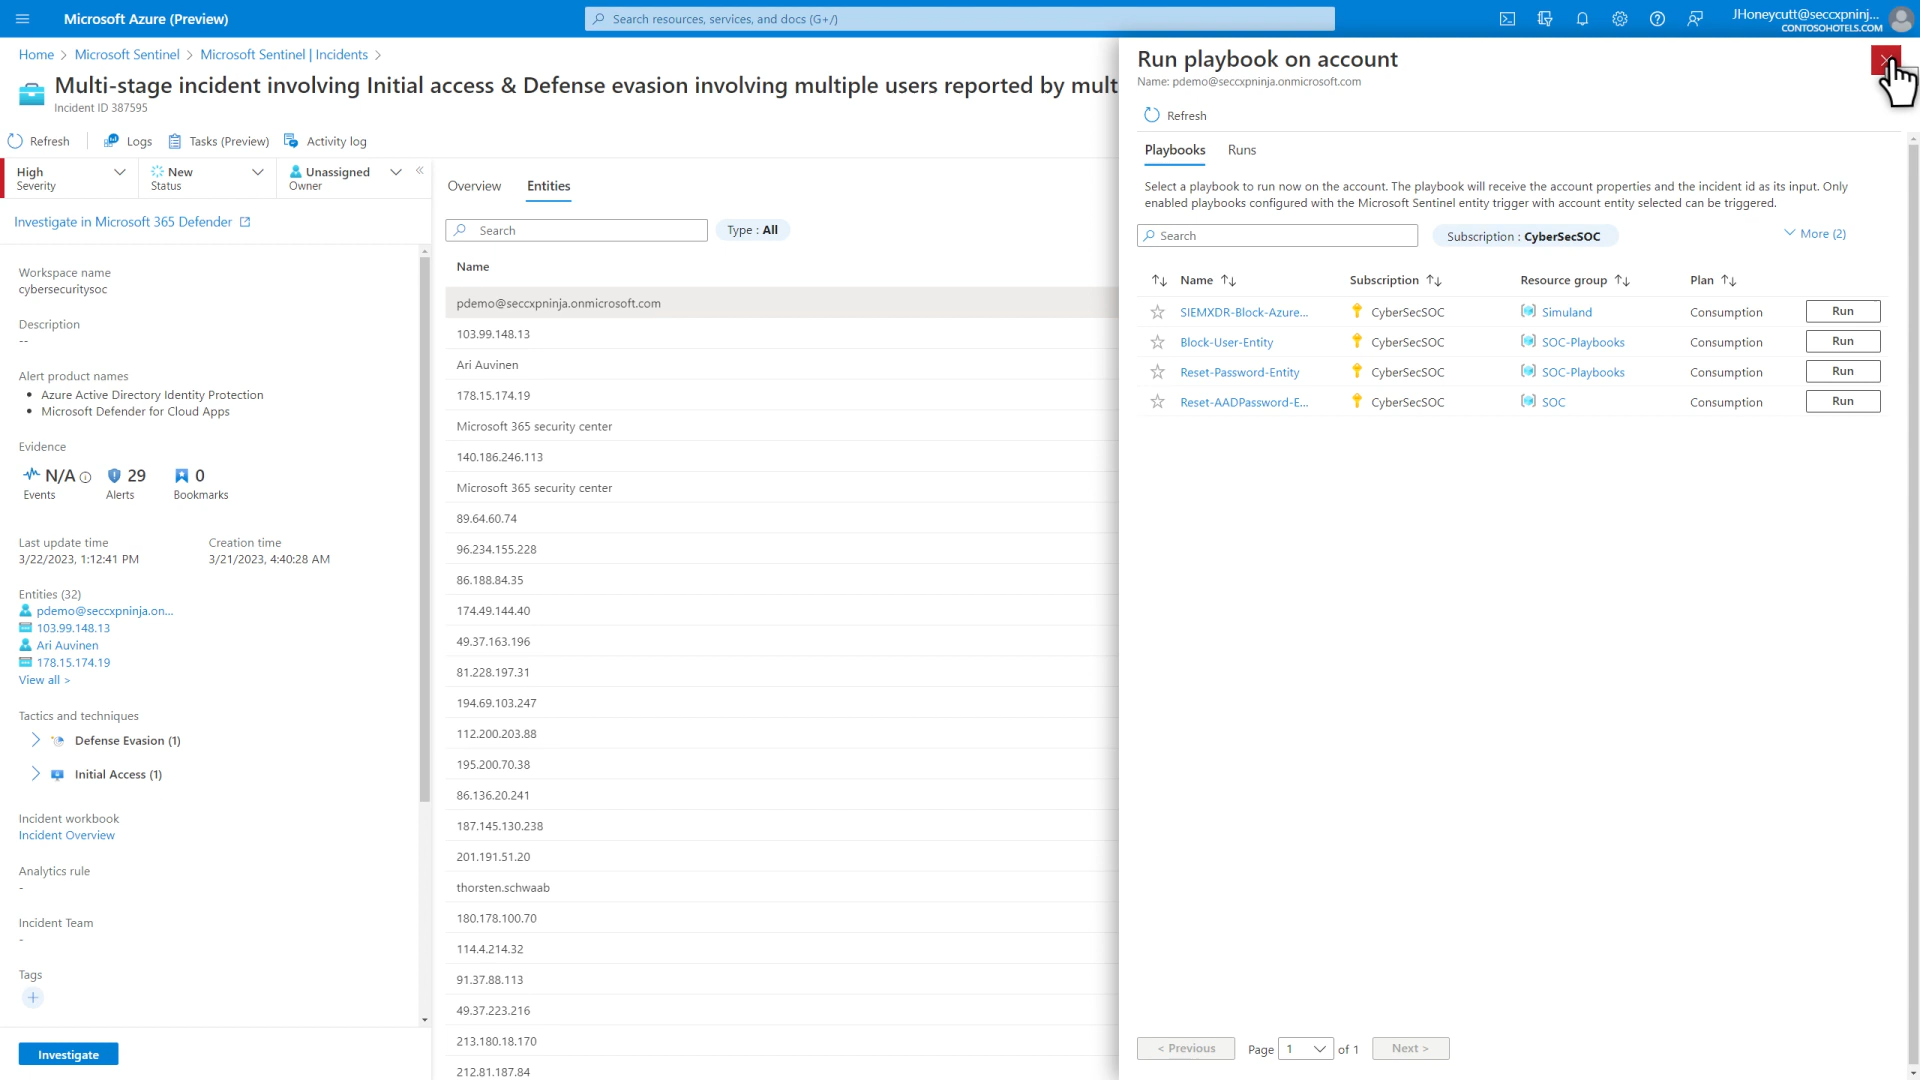 Microsoft Azure (Preview)
Search resources, services, and docs (G+/)
JHoneycutt@seccxpninj...
CONTOSOHOTELS.COM
Home > Microsoft Sentinel > Microsoft Sentinel | Incidents >
Multi-stage incident involving Initial access & Defense evasion involving multiple users reported by mult
Incident ID 387595
Refresh
Logs
Tasks (Preview)
Activity log
High
Severity
New
Status
Unassigned
Owner
Investigate in Microsoft 365 Defender
Workspace name
cybersecuritysoc
Description
--
Alert product names
• Azure Active Directory Identity Protection
• Microsoft Defender for Cloud Apps
Evidence
N/A
Events
29
Alerts
0
Bookmarks
Last update time
3/22/2023, 1:12:41 PM
Creation time
3/21/2023, 4:40:28 AM
Entities (32)
pdemo@seccxpninja.on...
103.99.148.13
Ari Auvinen
178.15.174.19
View all >
Tactics and techniques
Defense Evasion (1)
Initial Access (1)
Incident workbook
Incident Overview
Analytics rule
-
Incident Team
-
Tags
+
Investigate
Overview
Entities
Search
Type : All
Name
pdemo@seccxpninja.onmicrosoft.com
103.99.148.13
Ari Auvinen
178.15.174.19
Microsoft 365 security center
140.186.246.113
Microsoft 365 security center
89.64.60.74
96.234.155.228
86.188.84.35
174.49.144.40
49.37.163.196
81.228.197.31
194.69.103.247
112.200.203.88
195.200.70.38
86.136.20.241
187.145.130.238
201.191.51.20
thorsten.schwaab
180.178.100.70
114.4.214.32
91.37.88.113
49.37.223.216
213.180.18.170
212.81.187.84
Run playbook on account
Name: pdemo@seccxpninja.onmicrosoft.com
Refresh
Playbooks
Runs
Select a playbook to run now on the account. The playbook will receive the account properties and the incident id as its input. Only
enabled playbooks configured with the Microsoft Sentinel entity trigger with account entity selected can be triggered.
Search
Subscription : CyberSecSOC
More (2)
Name Subscription Resource group Plan
SIEMXDR-Block-Azure... CyberSecSOC Simuland Consumption Run
Block-User-Entity CyberSecSOC SOC-Playbooks Consumption Run
Reset-Password-Entity CyberSecSOC SOC-Playbooks Consumption Run
Reset-AADPassword-E... CyberSecSOC SOC Consumption Run
< Previous Page 1 of 1 Next >